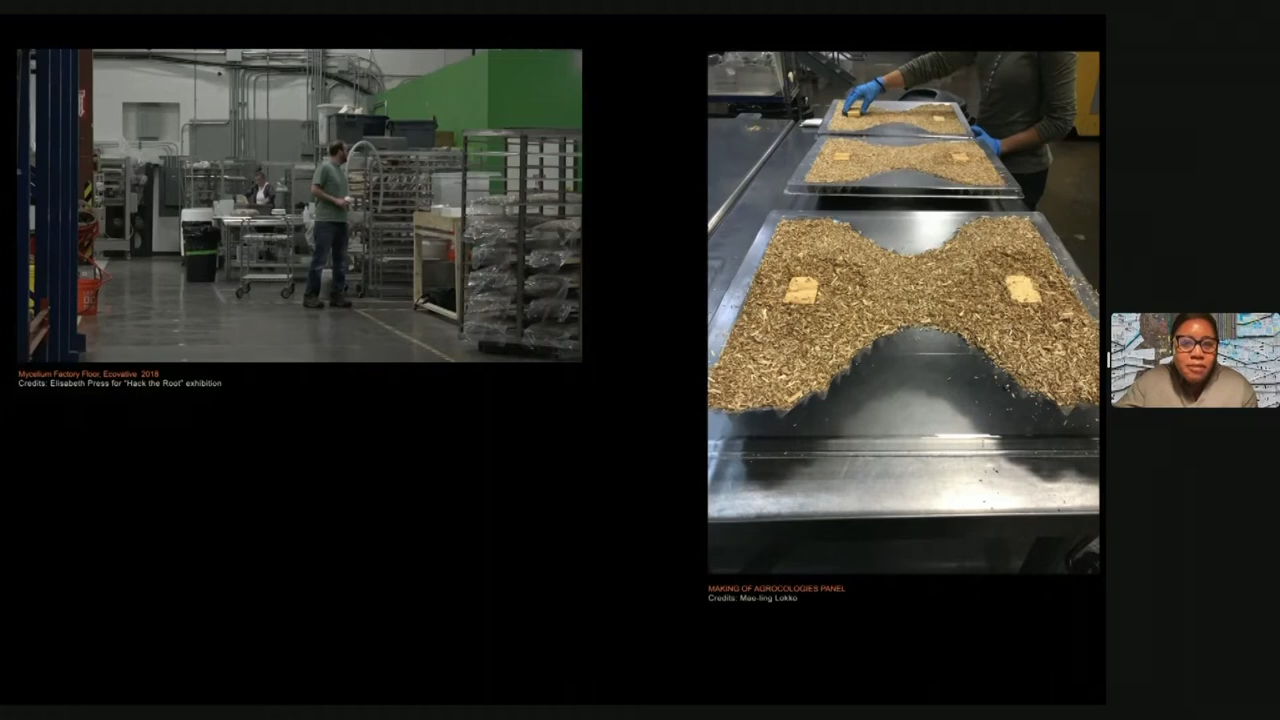 Mycelium Factory Floor, Ecovative 2018
Credits: Elisabeth Press for "Hack the Root" exhibition
MAKING OF AGROCOLOGIES PANEL
Credits: Mae-ling Lokko